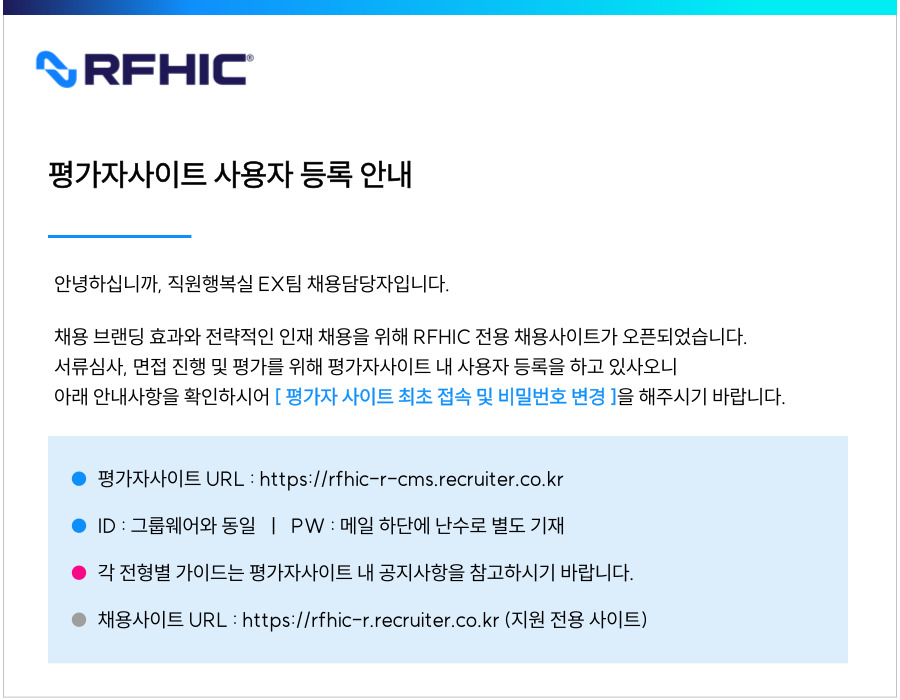 RFHIC®
평가자사이트 사용자 등록 안내
안녕하십니까, 직원행복실 EX팀 채용담당자입니다.
채용 브랜딩 효과와 전략적인 인재 채용을 위해 RFHIC 전용 채용사이트가 오픈되었습니다.
서류심사, 면접 진행 및 평가를 위해 평가자사이트 내 사용자 등록을 하고 있사오니
아래 안내사항을 확인하시어 [ 평가자 사이트 최초 접속 및 비밀번호 변경 ]을 해주시기 바랍니다.
● 평가자사이트 URL : https://rfhic-r-cms.recruiter.co.kr
● ID : 그룹웨어와 동일 | PW : 메일 하단에 난수로 별도 기재
● 각 전형별 가이드는 평가자사이트 내 공지사항을 참고하시기 바랍니다.
● 채용사이트 URL : https://rfhic-r.recruiter.co.kr (지원 전용 사이트)